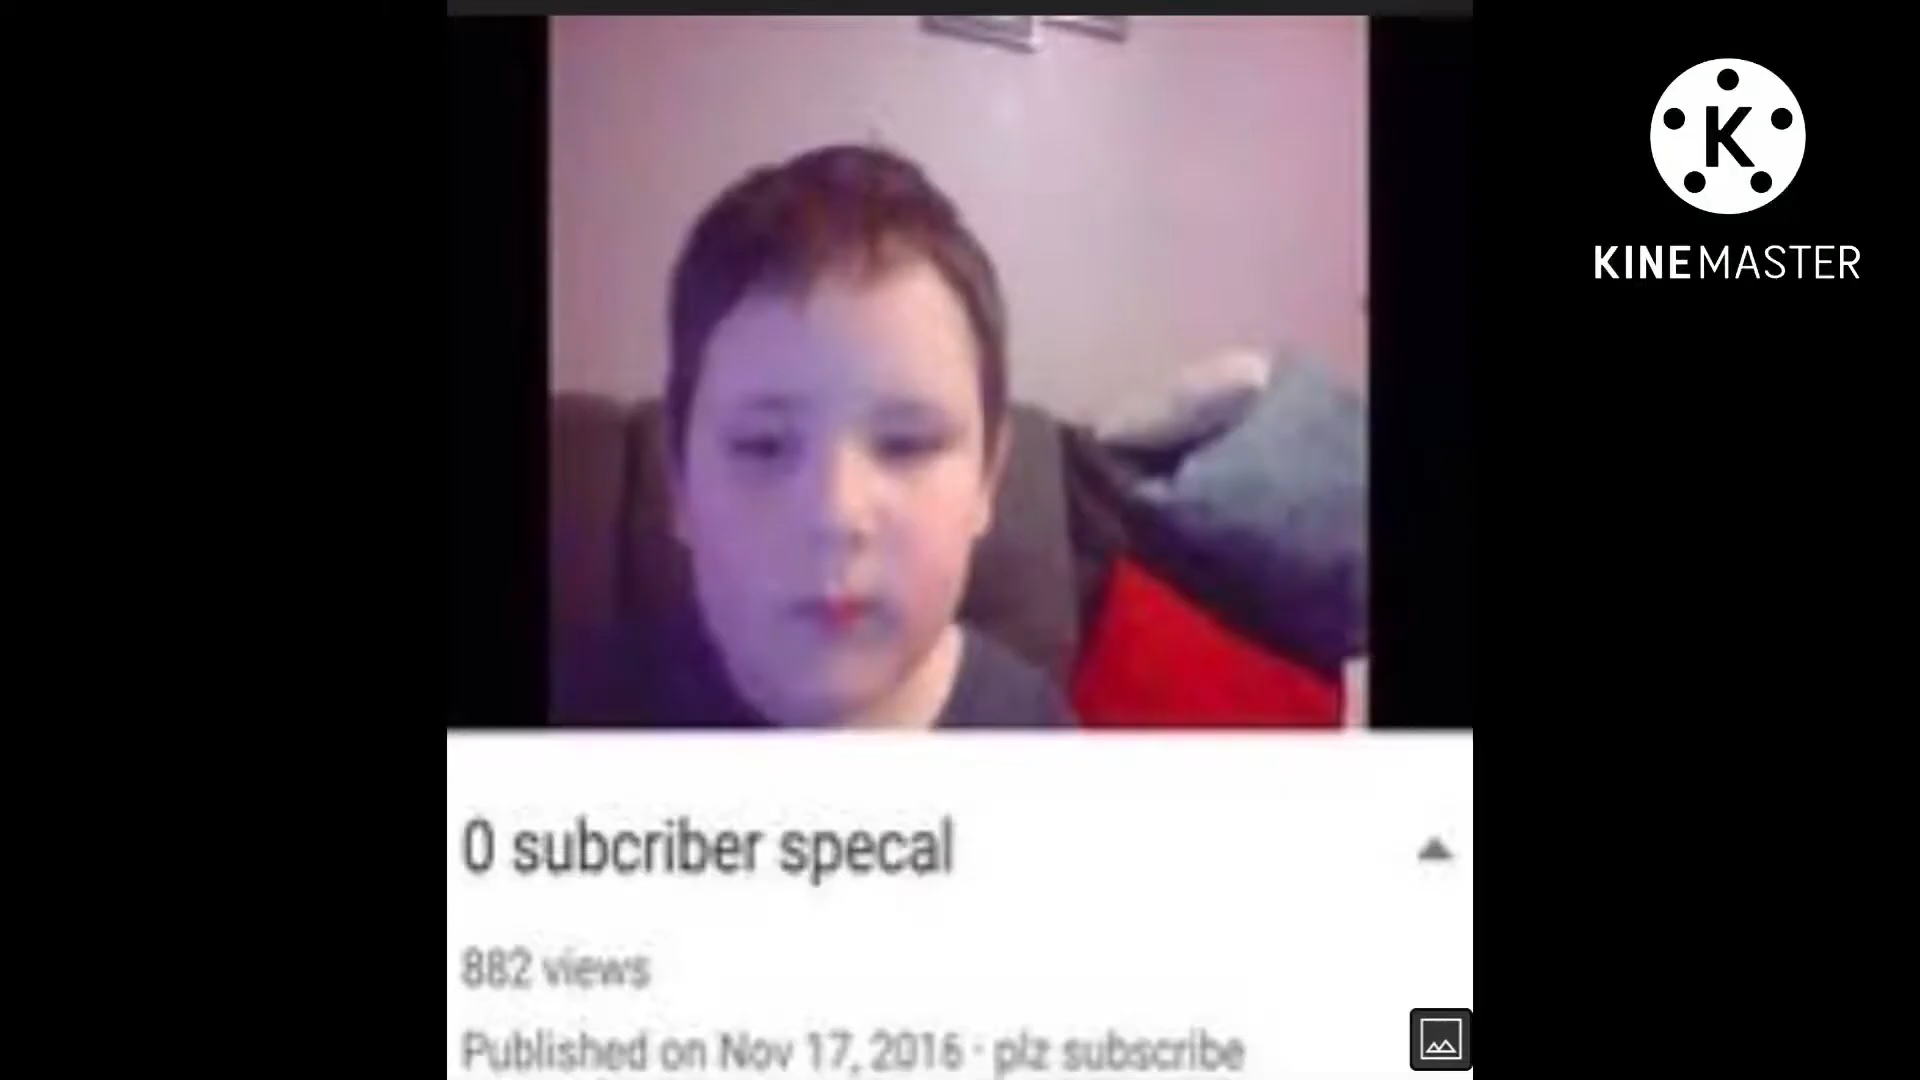 K
KINEMASTER
0 subcriber specal
882 views
Published on Nov 17, 2016 · plz subscribe